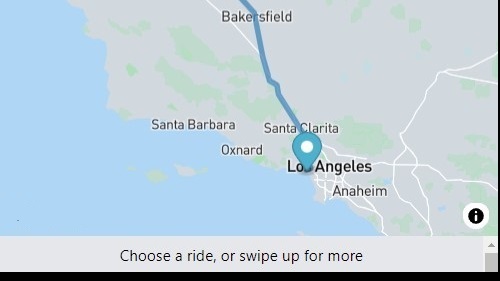 Bakersfield
Santa Barbara
Santa Clarita
Oxnard
Los Angeles
Anaheim
Choose a ride, or swipe up for more